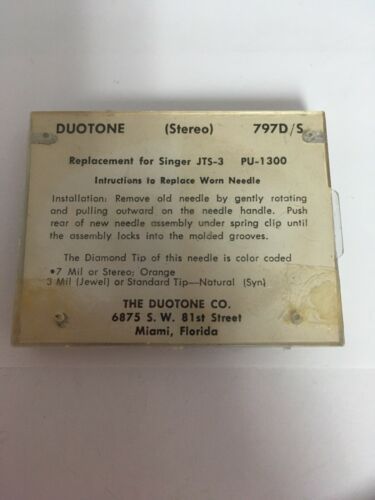 DUOTONE (Stereo) 797D/S
Replacement for Singer JTS-3 PU-1300
Intructions to Replace Worn Needle
Installation: Remove old needle by gently rotating
and pulling outward on the needle handle. Push
rear of new needle assembly under spring clip until
the assembly locks into the molded grooves.
The Diamond Tip of this needle is color coded
•7 Mil or Stereo; Orange
3 Mil (Jewel) or Standard Tip—Natural (Syn)
THE DUOTONE CO.
6875 S. W. 81st Street
Miami, Florida